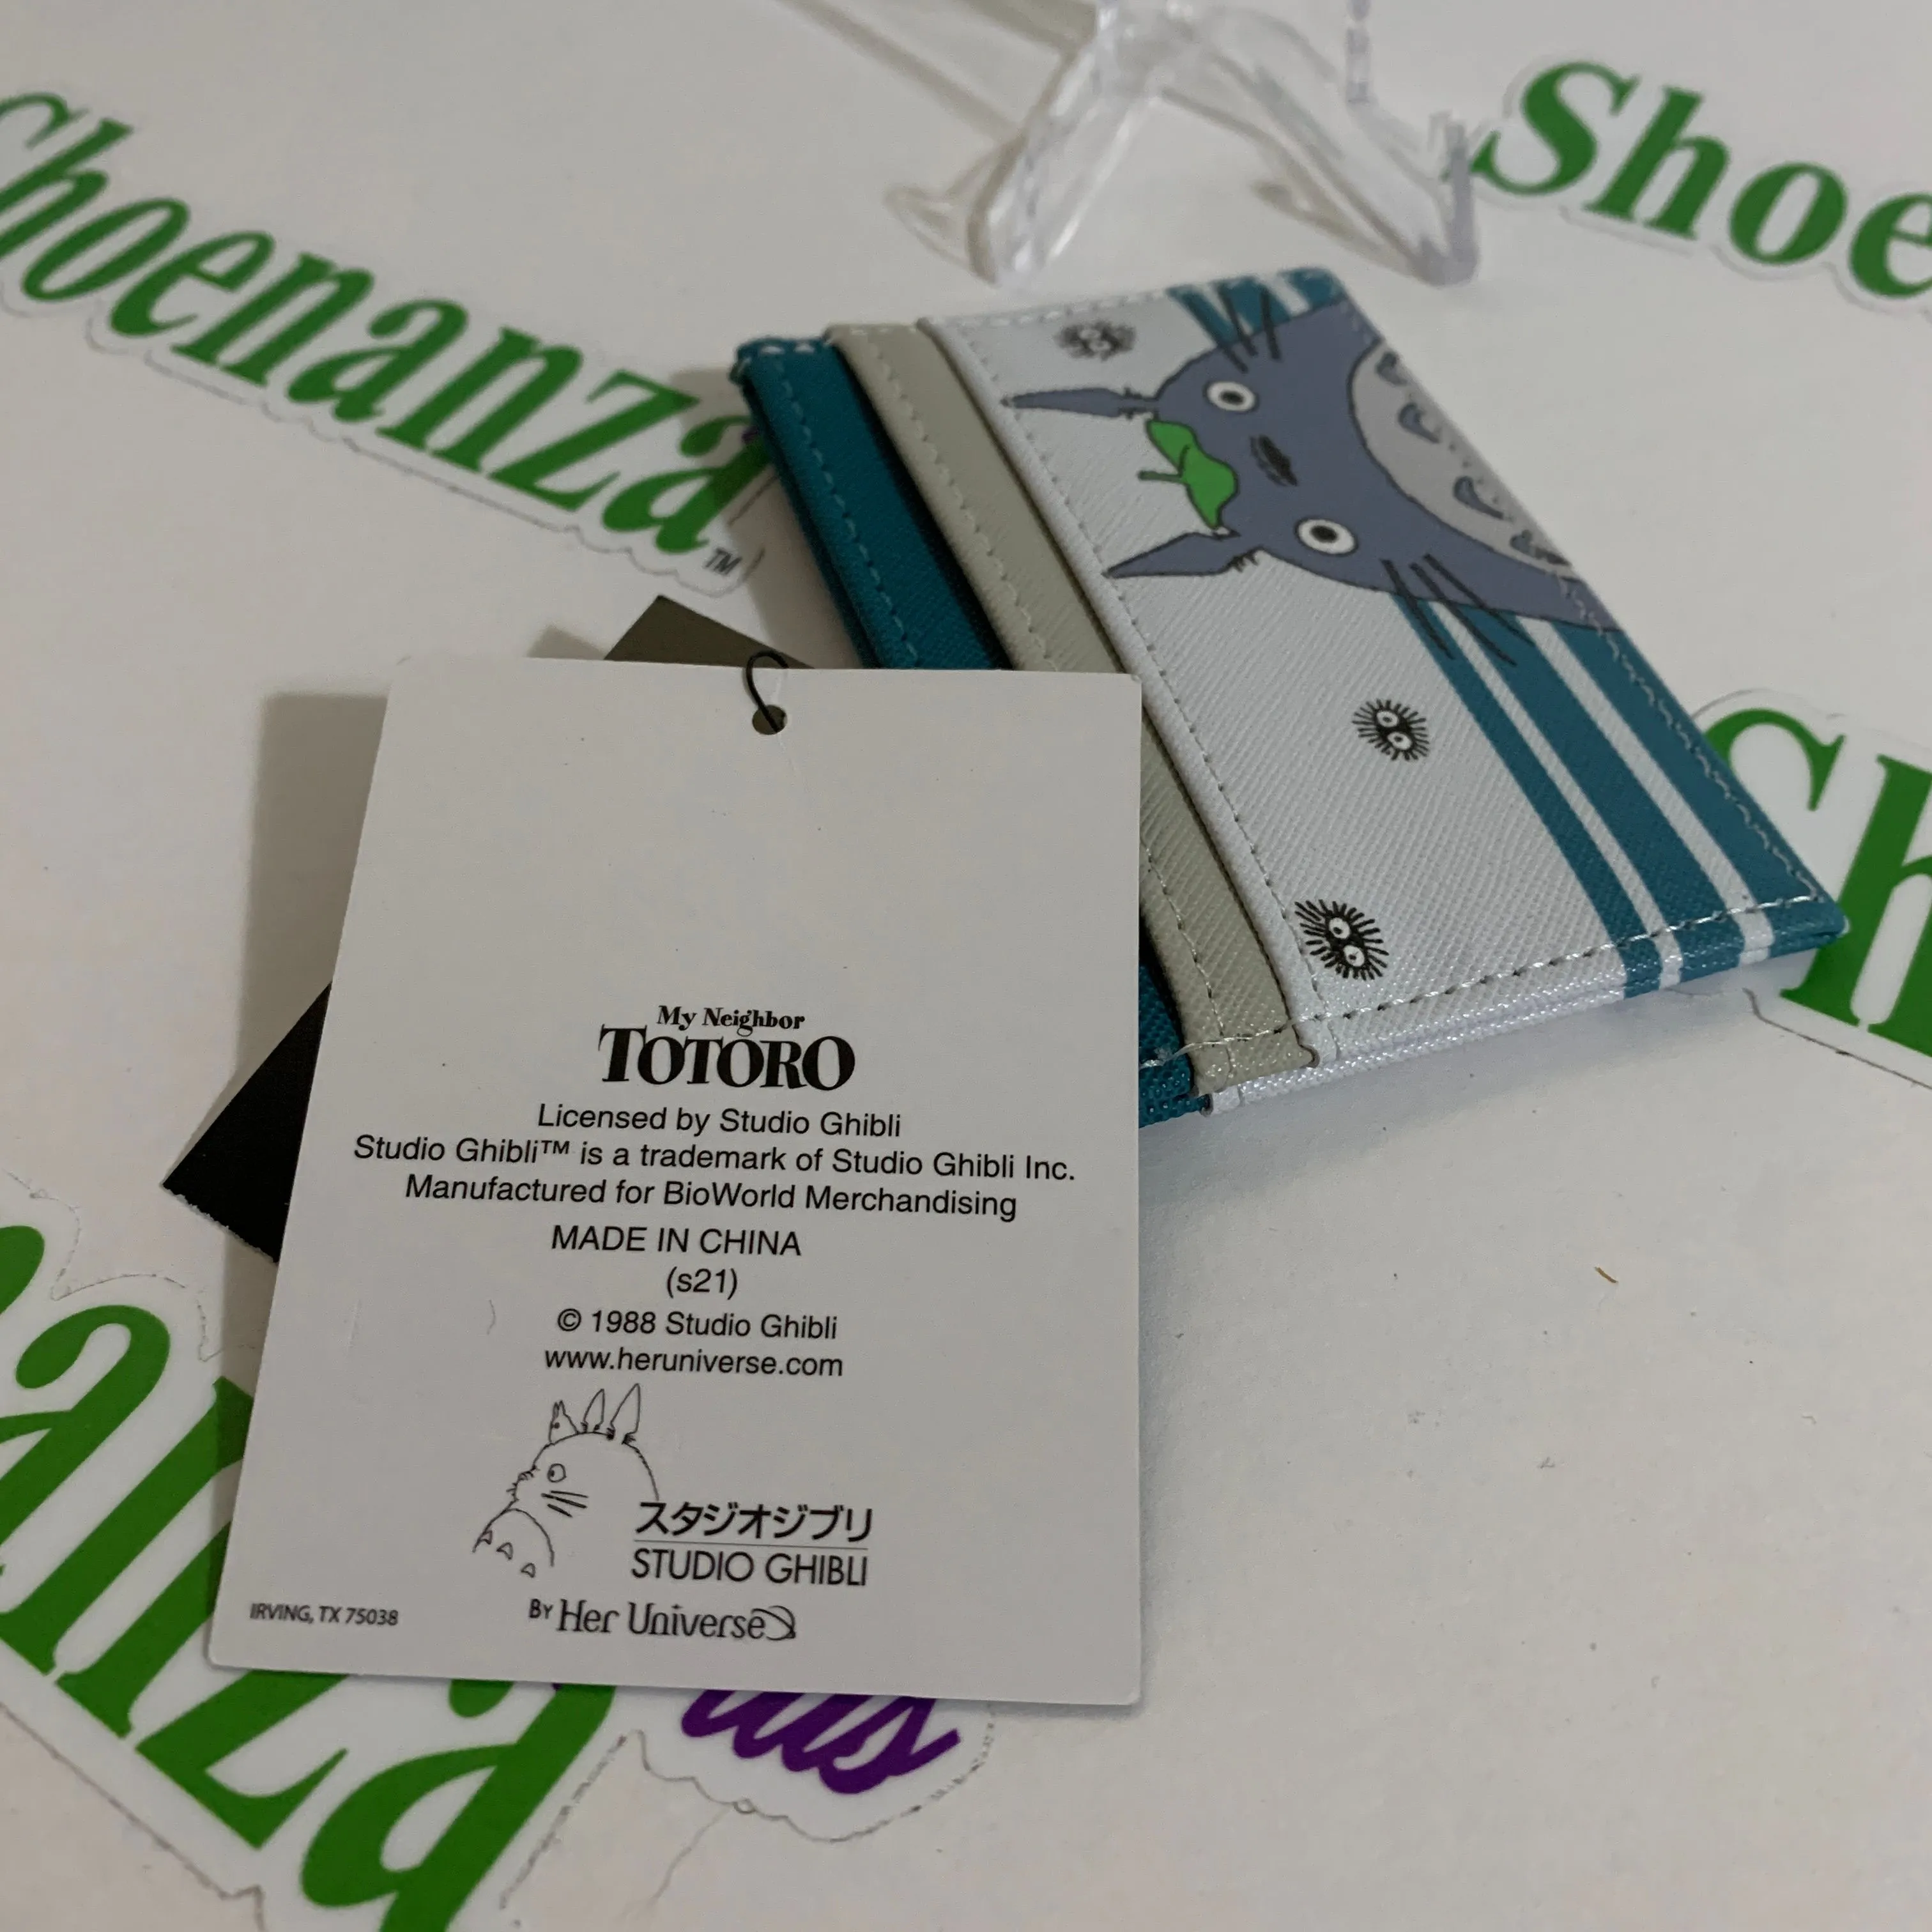 Shoenanza
TM
Shoe
Sh
My Neighbor
TOTORO
Licensed by Studio Ghibli
Studio Ghibli™ is a trademark of Studio Ghibli Inc.
Manufactured for BioWorld Merchandising
MADE IN CHINA
(s21)
© 1988 Studio Ghibli
www.heruniverse.com
スタジオジブリ
STUDIO GHIBLI
IRVING, TX 75038
BY Her Universe
anza